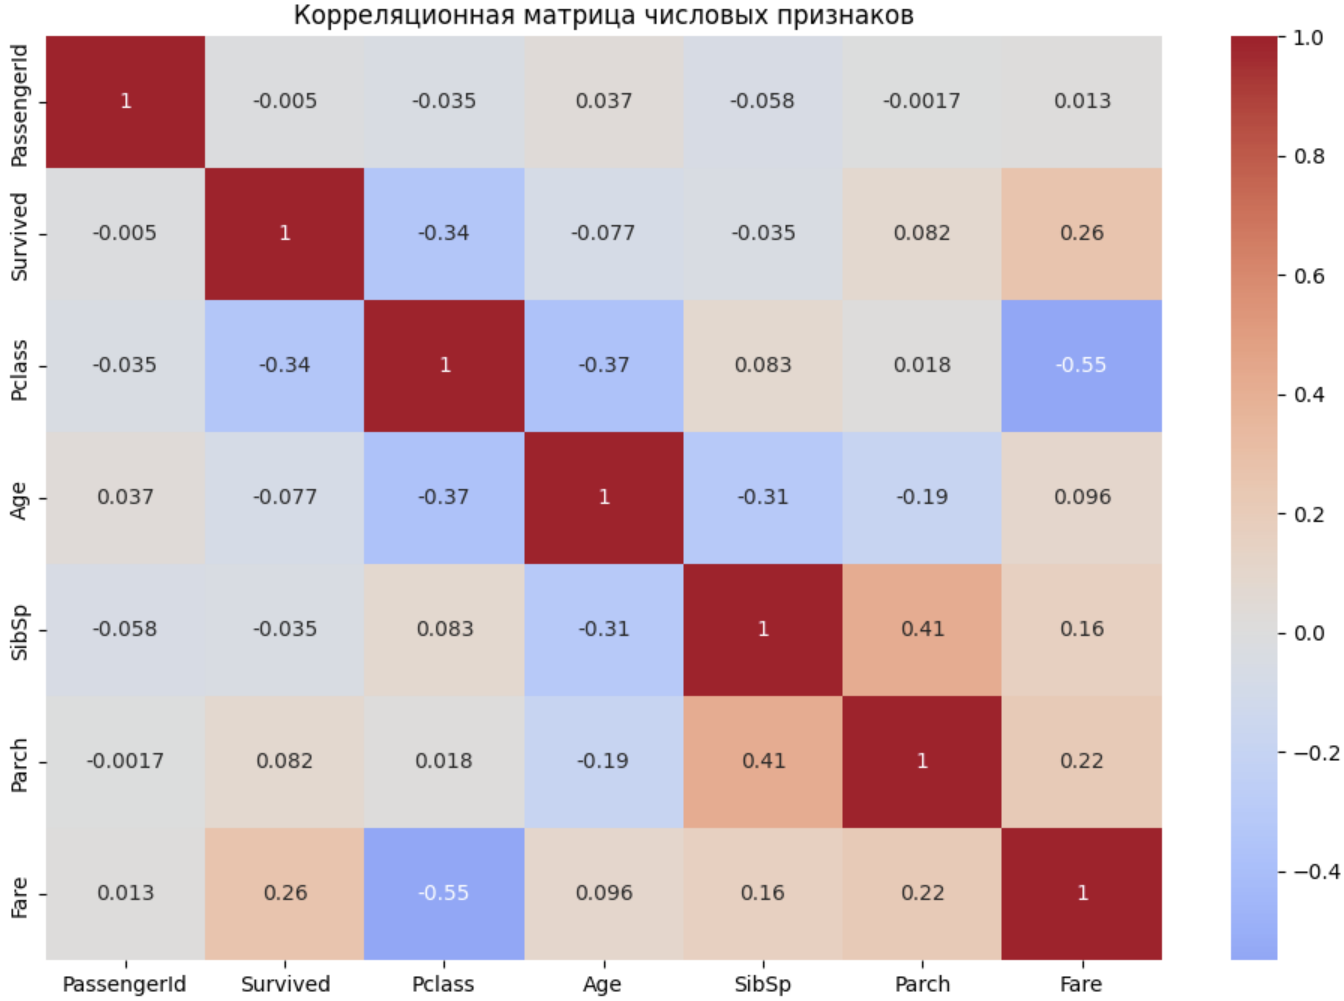 Корреляционная матрица числовых признаков
PassengerId 1 -0.005 -0.035 0.037 -0.058 -0.0017 0.013
Survived -0.005 1 -0.34 -0.077 -0.035 0.082 0.26
Pclass -0.035 -0.34 1 -0.37 0.083 0.018 -0.55
Age 0.037 -0.077 -0.37 1 -0.31 -0.19 0.096
SibSp -0.058 -0.035 0.083 -0.31 1 0.41 0.16
Parch -0.0017 0.082 0.018 -0.19 0.41 1 0.22
Fare 0.013 0.26 -0.55 0.096 0.16 0.22 1
PassengerId Survived Pclass Age SibSp Parch Fare
1.0
0.8
0.6
0.4
0.2
0.0
−0.2
−0.4